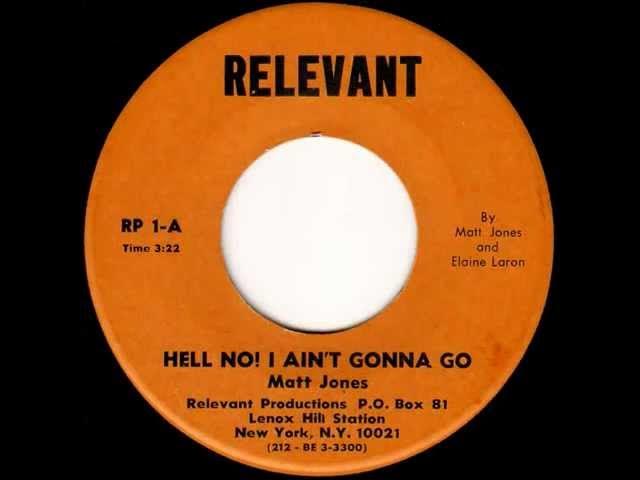 RELEVANT
RP 1-A
Time 3:22
By
Matt Jones
and
Elaine Laron
HELL NO! I AIN'T GONNA GO
Matt Jones
Relevant Productions P.O. Box 81
Lenox Hill Station
New York, N.Y. 10021
(212 - BE 3-3300)